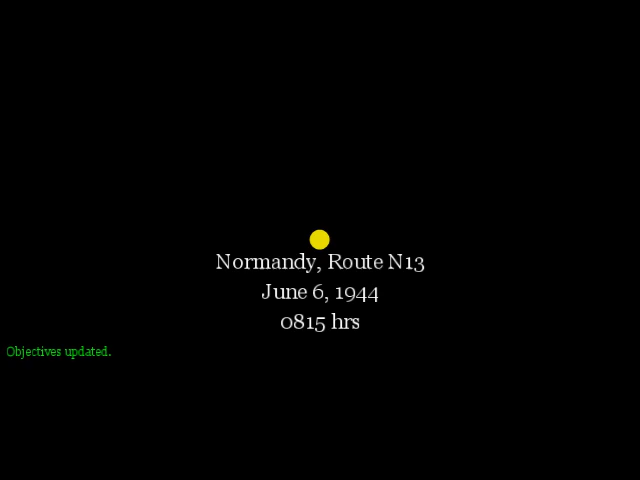 Normandy, Route N13
June 6, 1944
0815 hrs
Objectives updated.